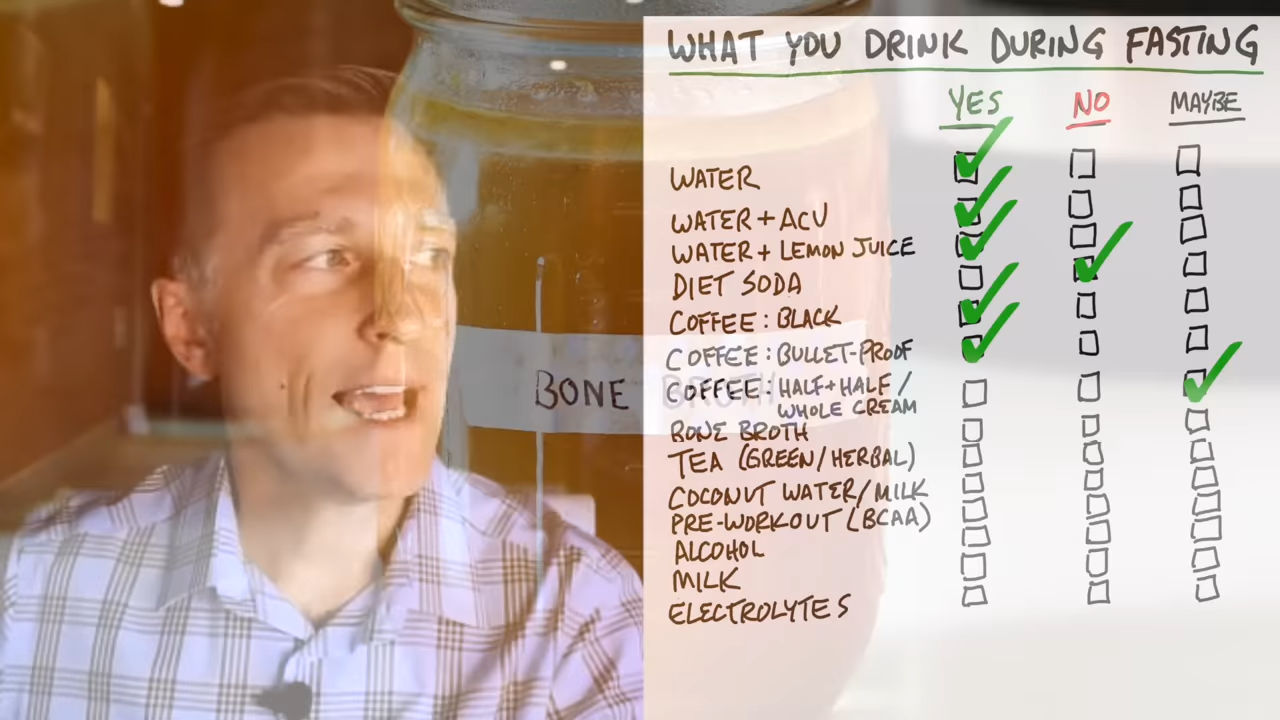 WHAT YOU DRINK DURING FASTING
YES NO MAYBE
WATER
WATER + ACV
WATER + LEMON JUICE
DIET SODA
COFFEE: BLACK
COFFEE: BULLET-PROOF
COFFEE: HALF + HALF /
WHOLE CREAM
BONE BROTH
TEA (GREEN/HERBAL)
COCONUT WATER/MILK
PRE-WORKOUT (BCAA)
ALCOHOL
MILK
ELECTROLYTES
BONE BROTH